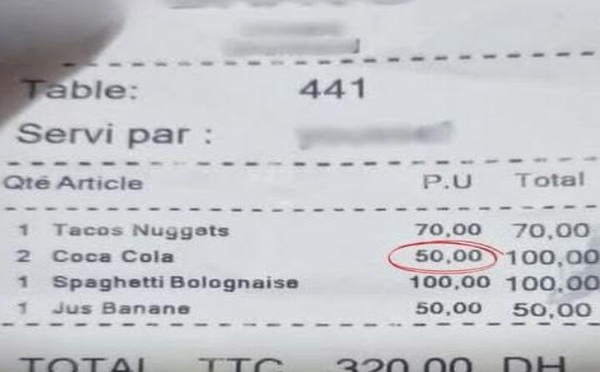 Table: 441
Servi par :
Qté Article P.U Total
1 Tacos Nuggets 70,00 70,00
2 Coca Cola 50,00 100,00
1 Spaghetti Bolognaise 100,00 100,00
1 Jus Banane 50,00 50,00
TOTAL TTC 320,00 DH